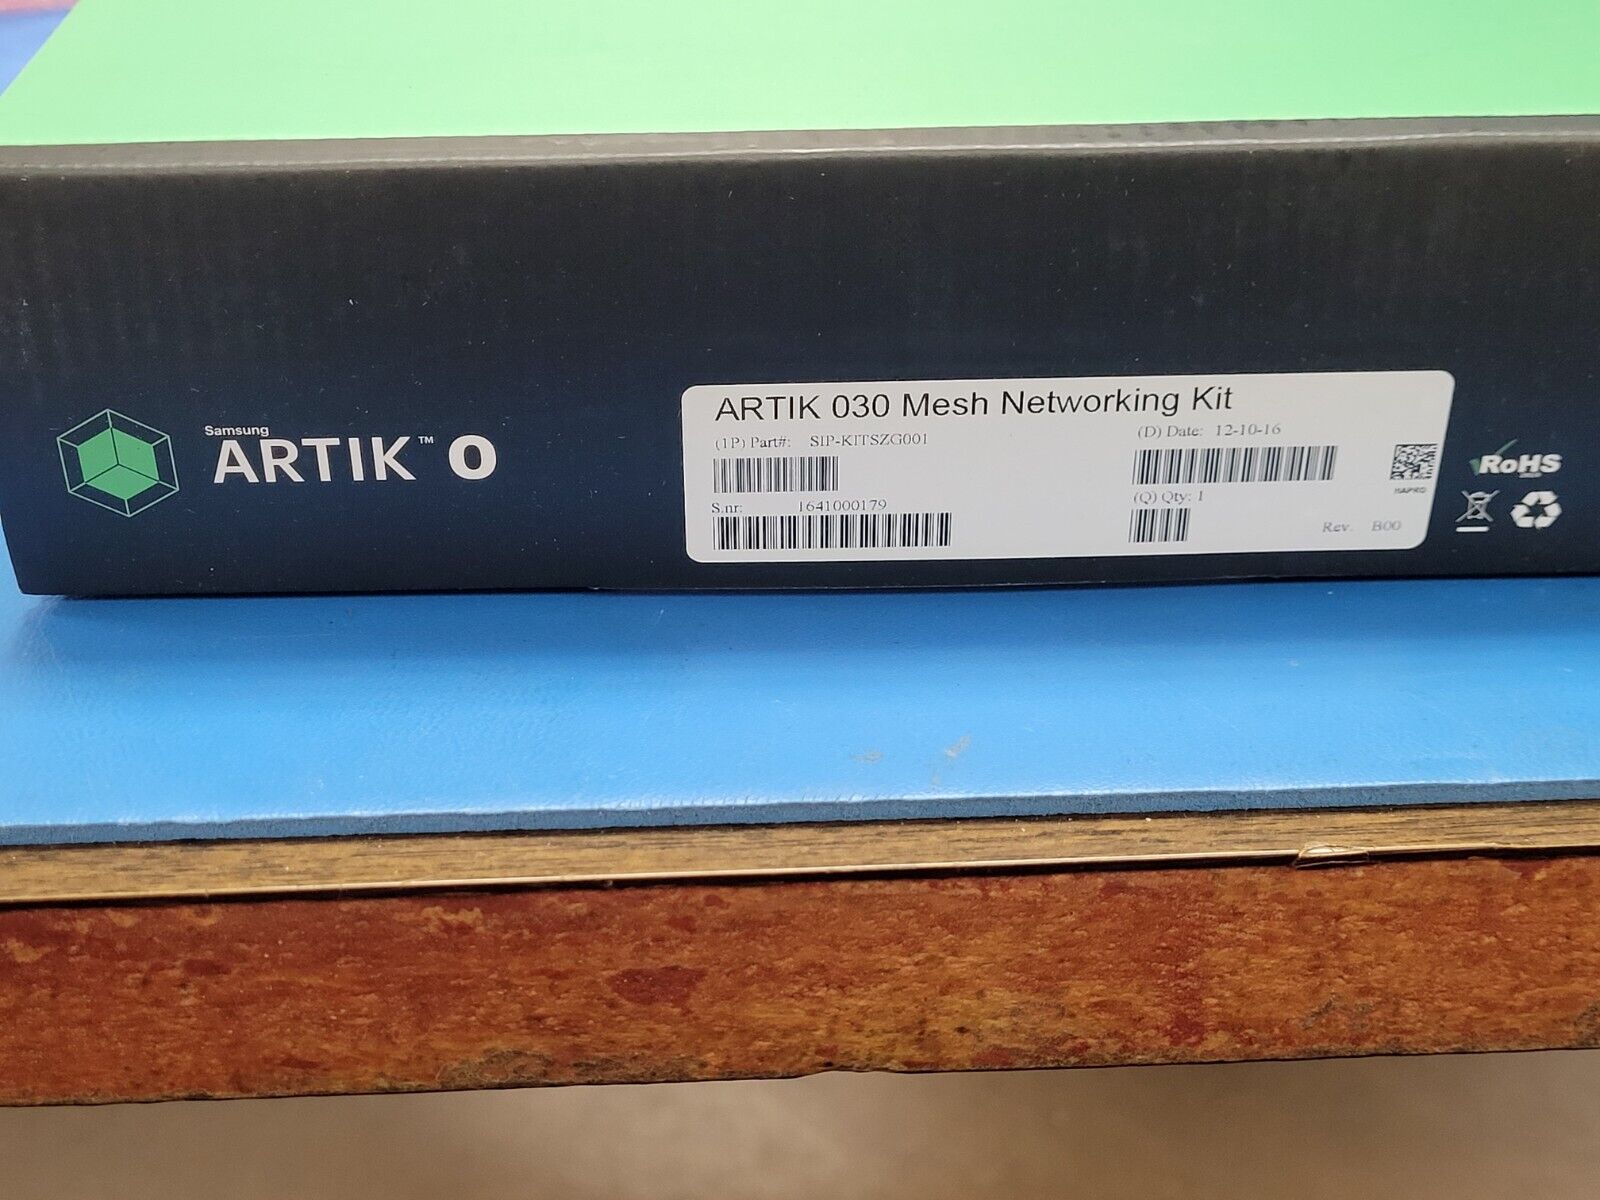 Samsung
ARTIK™ 0
ARTIK 030 Mesh Networking Kit
(1P) Part#: SIP-KITSZG001
(D) Date: 12-10-16
S.nr: 1641000179
(Q) Qty: 1
Rev. B00
HAPRO
RoHS